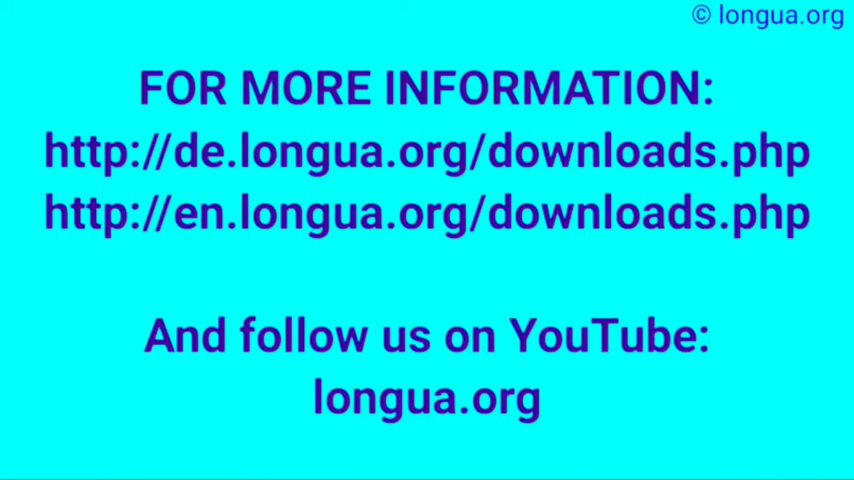 © longua.org
FOR MORE INFORMATION:
http://de.longua.org/downloads.php
http://en.longua.org/downloads.php
And follow us on YouTube:
longua.org